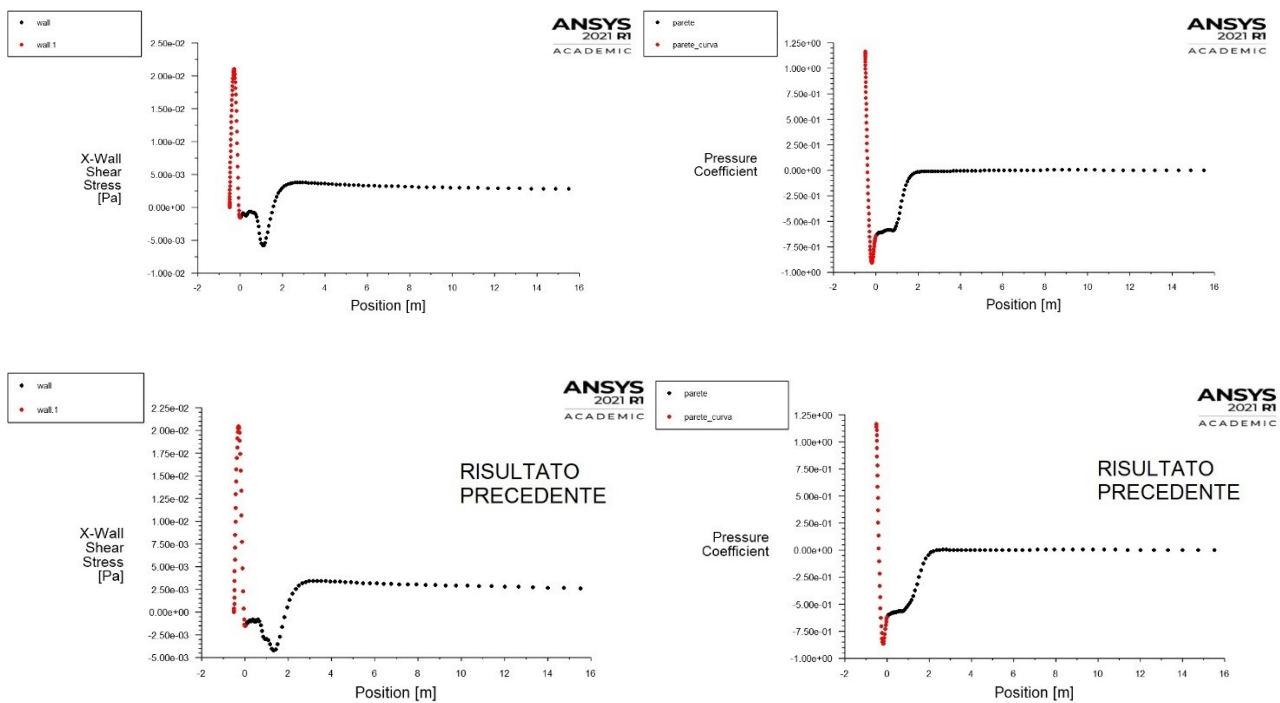 wall
wall.1
ANSYS
2021 R1
ACADEMIC
2.50e-02
2.00e-02
1.50e-02
1.00e-02
5.00e-03
0.00e+00
-5.00e-03
-1.00e-02
X-Wall
Shear
Stress
[Pa]
-2 0 2 4 6 8 10 12 14 16
Position [m]
parete
parete_curva
ANSYS
2021 R1
ACADEMIC
1.25e+00
1.00e+00
7.50e-01
5.00e-01
2.50e-01
0.00e+00
-2.50e-01
-5.00e-01
-7.50e-01
-1.00e+00
Pressure
Coefficient
-2 0 2 4 6 8 10 12 14 16
Position [m]
wall
wall.1
ANSYS
2021 R1
ACADEMIC
2.25e-02
2.00e-02
1.75e-02
1.50e-02
1.25e-02
1.00e-02
7.50e-03
5.00e-03
2.50e-03
0.00e+00
-2.50e-03
-5.00e-03
X-Wall
Shear
Stress
[Pa]
RISULTATO
PRECEDENTE
-2 0 2 4 6 8 10 12 14 16
Position [m]
parete
parete_curva
ANSYS
2021 R1
ACADEMIC
1.25e+00
1.00e+00
7.50e-01
5.00e-01
2.50e-01
0.00e+00
-2.50e-01
-5.00e-01
-7.50e-01
-1.00e+00
Pressure
Coefficient
RISULTATO
PRECEDENTE
-2 0 2 4 6 8 10 12 14 16
Position [m]